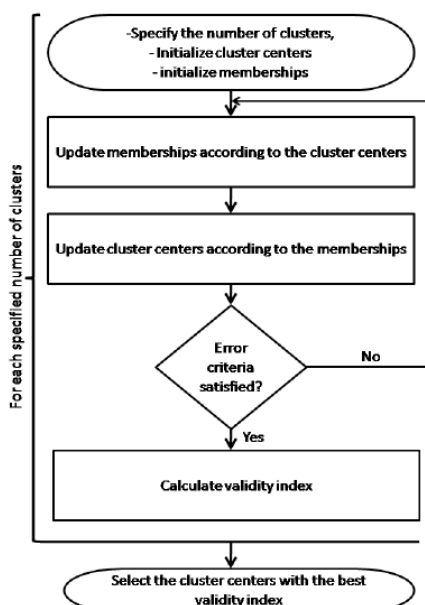 -Specify the number of clusters,
- Initialize cluster centers
- initialize memberships
Update memberships according to the cluster centers
Update cluster centers according to the memberships
For each specified number of clusters
Error
criteria
satisfied?
No
Yes
Calculate validity index
Select the cluster centers with the best
validity index